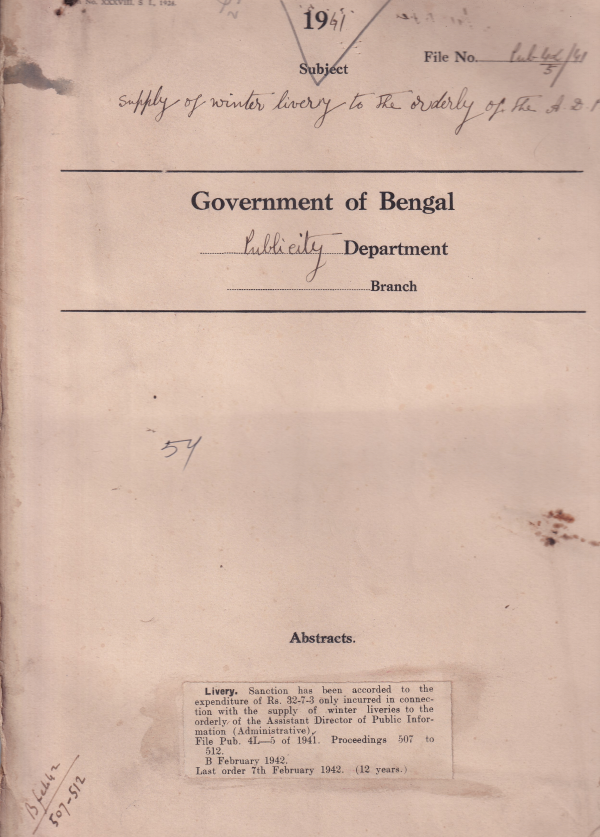 No. XXXVIII. S. I., 1926.
1941
File No. Pub 4L/5/41
Subject
Supply of winter livery to the orderly of the A.D.P
Government of Bengal
Publicity Department
Branch
54
Abstracts.
Livery. Sanction has been accorded to the
expenditure of Rs. 32-7-3 only incurred in connec-
tion with the supply of winter liveries to the
orderly of the Assistant Director of Public Infor-
mation (Administrative).
File Pub. 4L—5 of 1941. Proceedings 507 to
512.
B February 1942.
Last order 7th February 1942. (12 years.)
B Feb 42
507-512